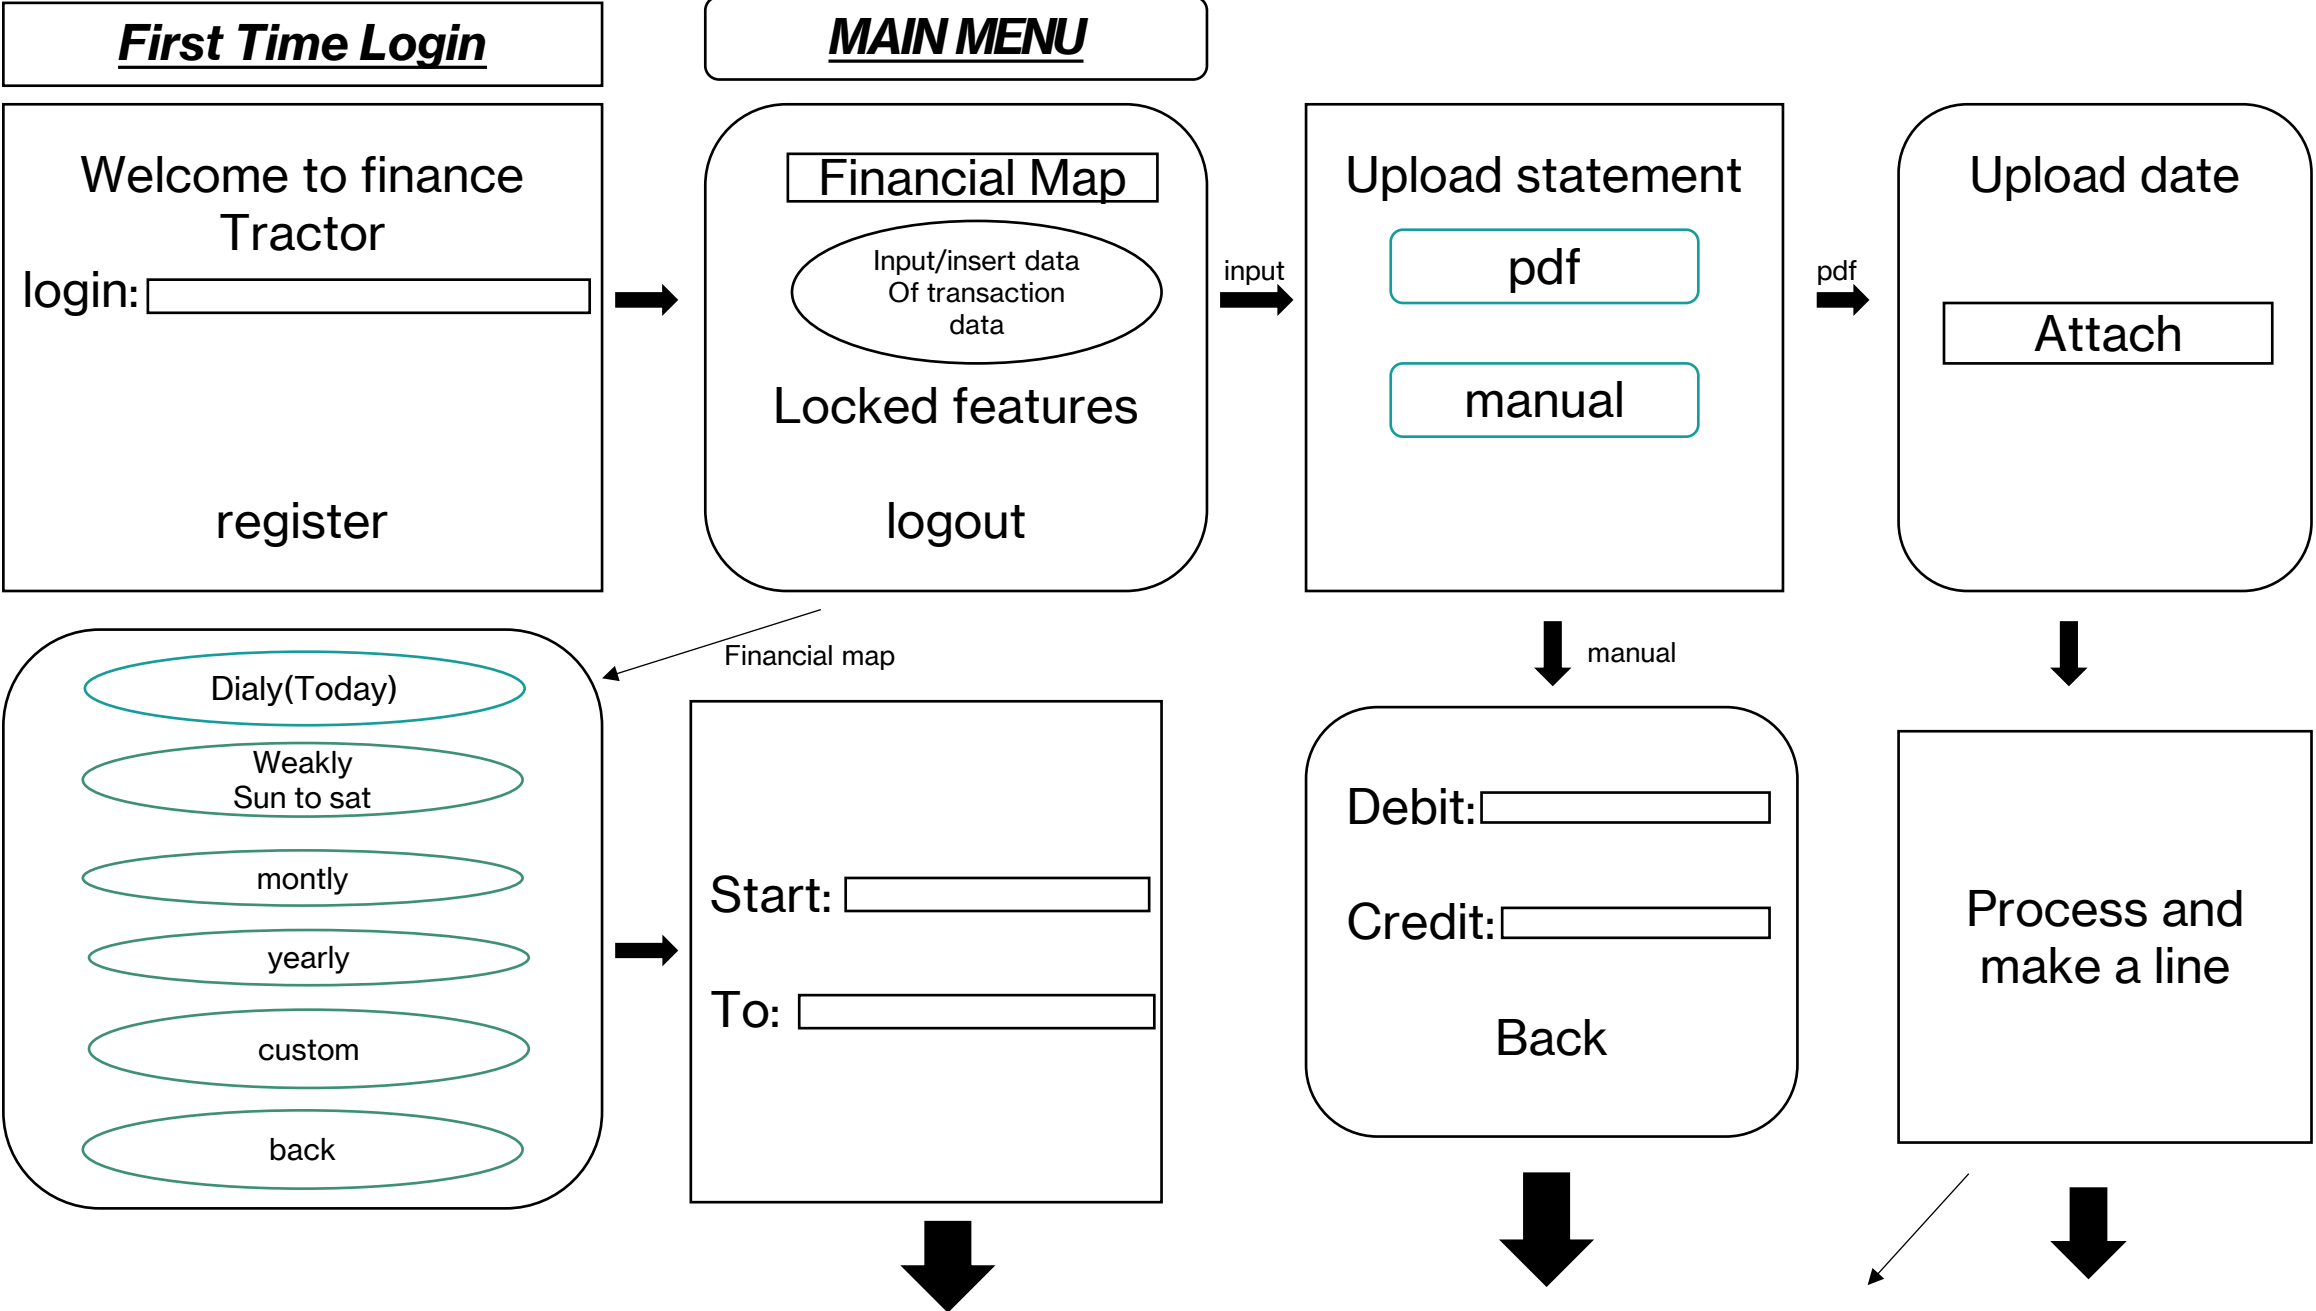 First Time Login
MAIN MENU
Welcome to finance
Tractor
login:
register
Financial Map
Input/insert data
Of transaction
data
Locked features
logout
input
Upload statement
pdf
manual
pdf
Upload date
Attach
Financial map
manual
Dialy(Today)
Weakly
Sun to sat
montly
yearly
custom
back
Start:
To:
Debit:
Credit:
Back
Process and
make a line